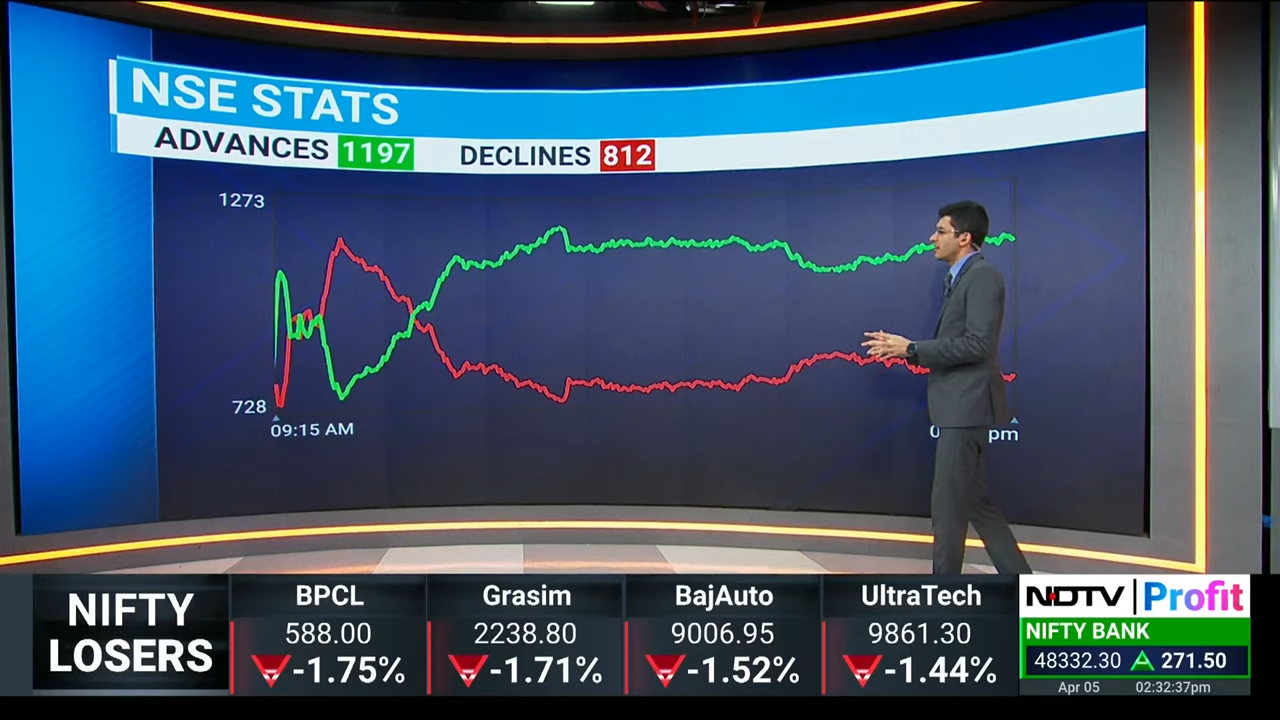 NSE STATS
ADVANCES 1197 DECLINES 812
1273
728
09:15 AM
pm
NIFTY LOSERS
BPCL
588.00
-1.75%
Grasim
2238.80
-1.71%
BajAuto
9006.95
-1.52%
UltraTech
9861.30
-1.44%
NDTV Profit
NIFTY BANK
48332.30 271.50
Apr 05 02:32:37pm